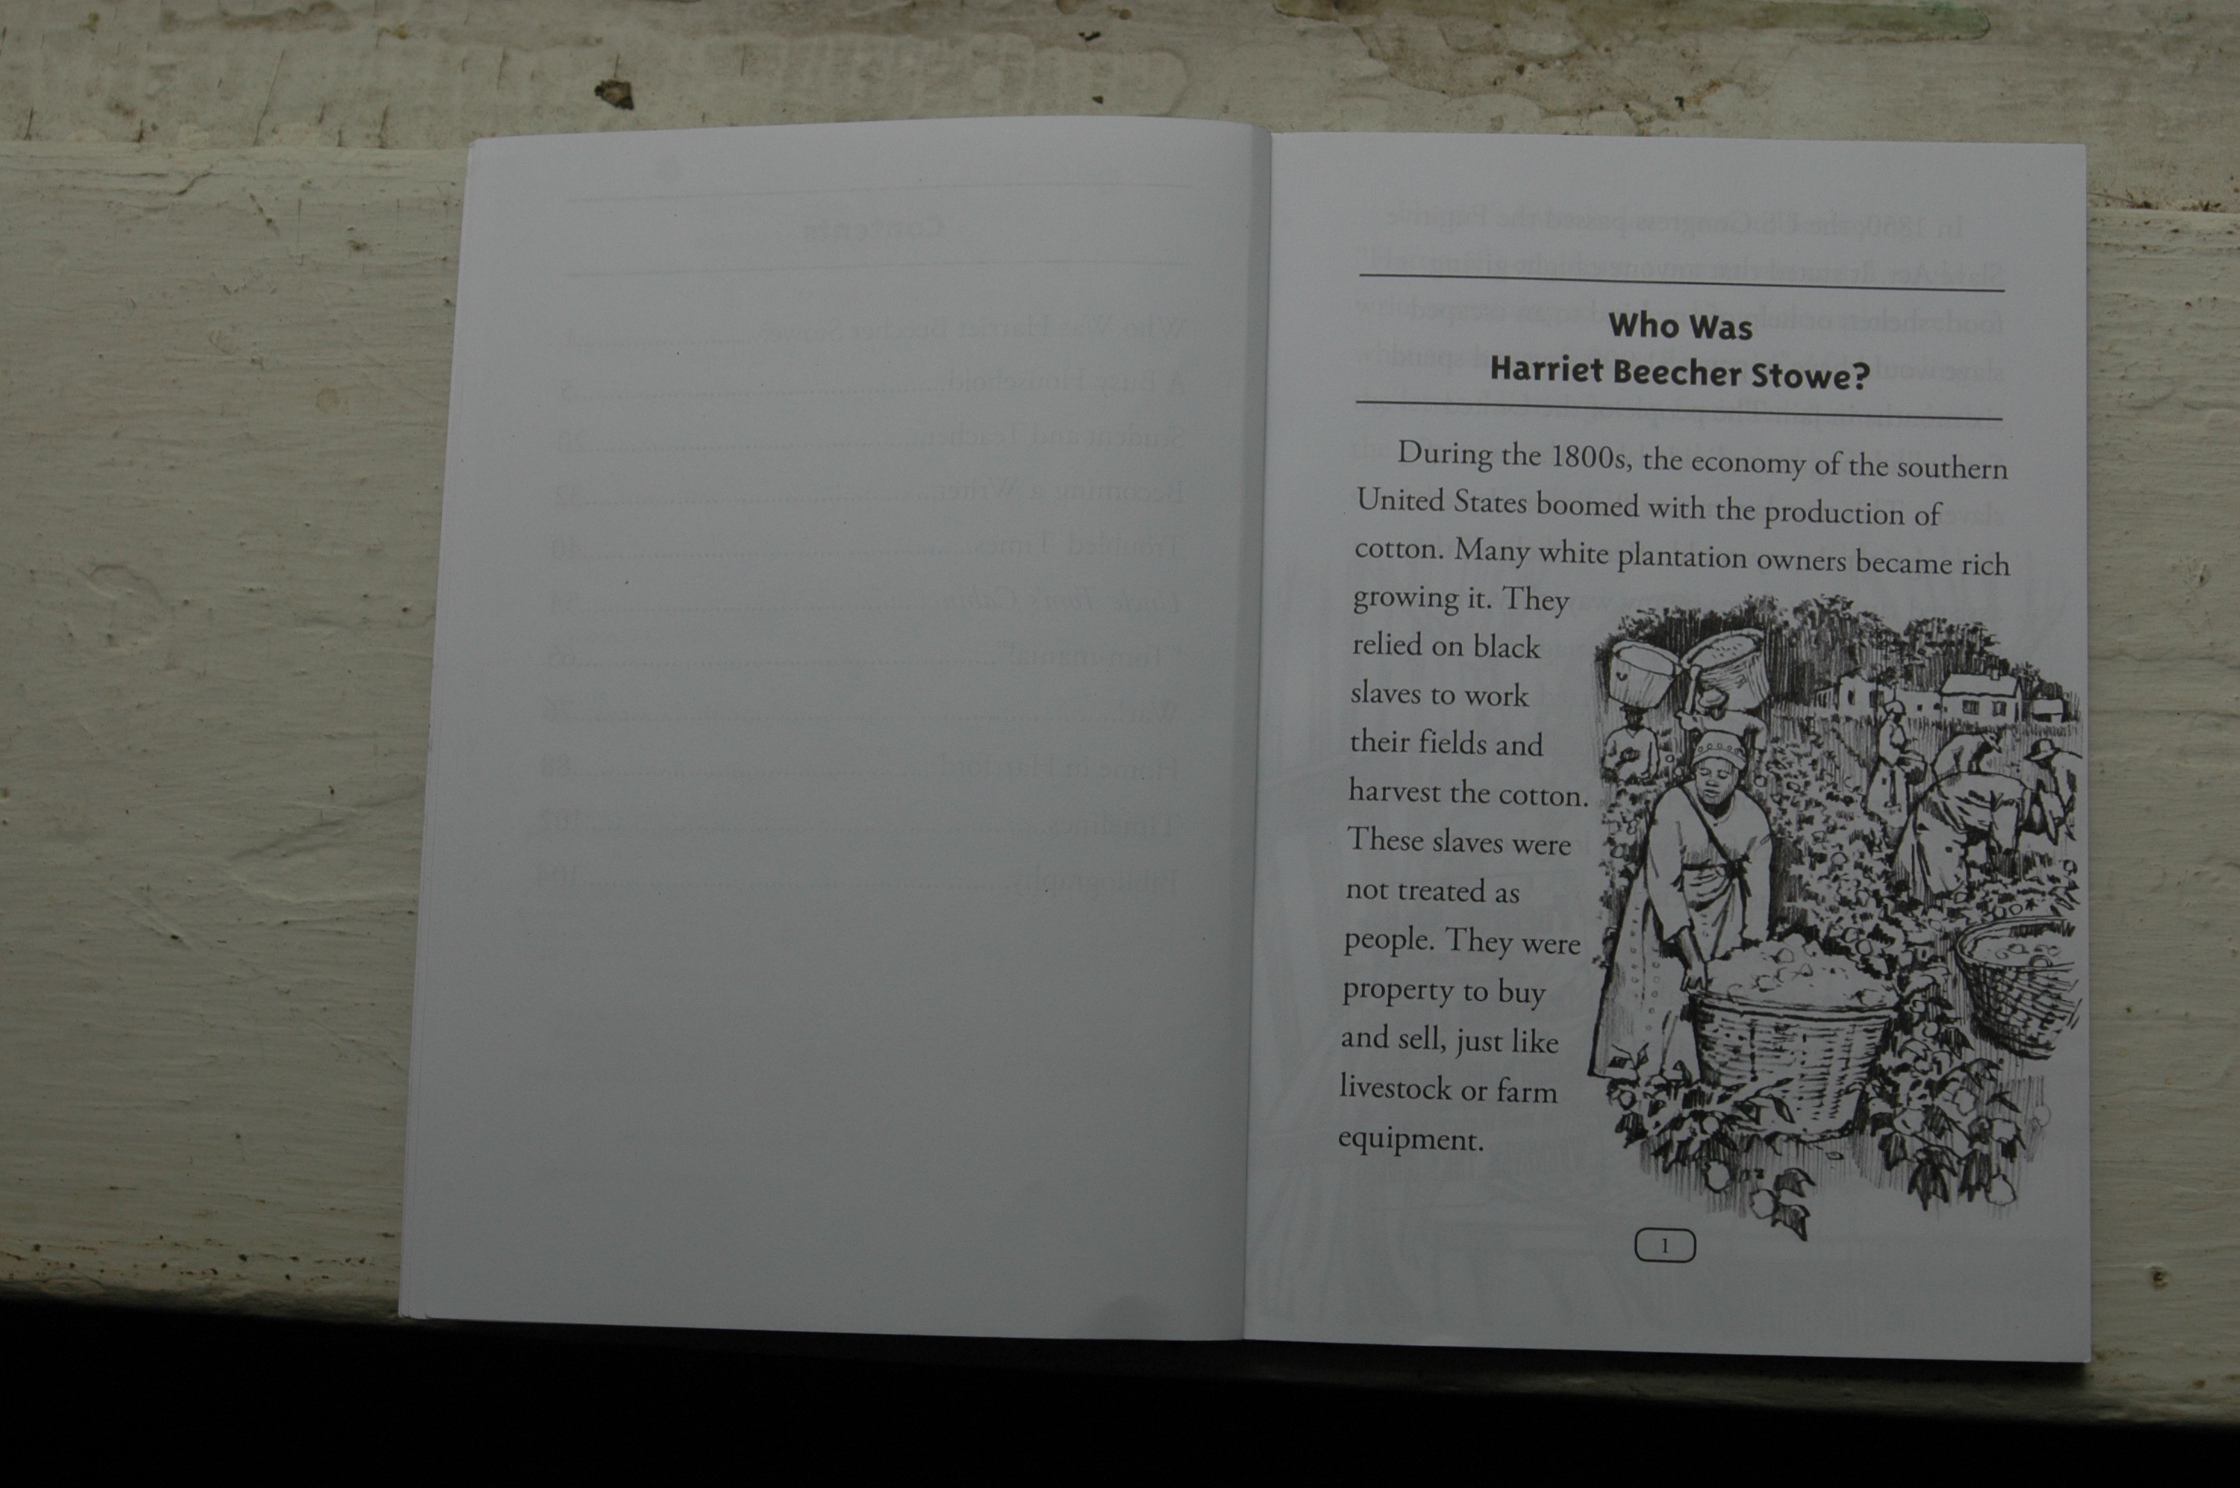 Who Was
Harriet Beecher Stowe?
During the 1800s, the economy of the southern
United States boomed with the production of
cotton. Many white plantation owners became rich
growing it. They
relied on black
slaves to work
their fields and
harvest the cotton.
These slaves were
not treated as
people. They were
property to buy
and sell, just like
livestock or farm
equipment.
1